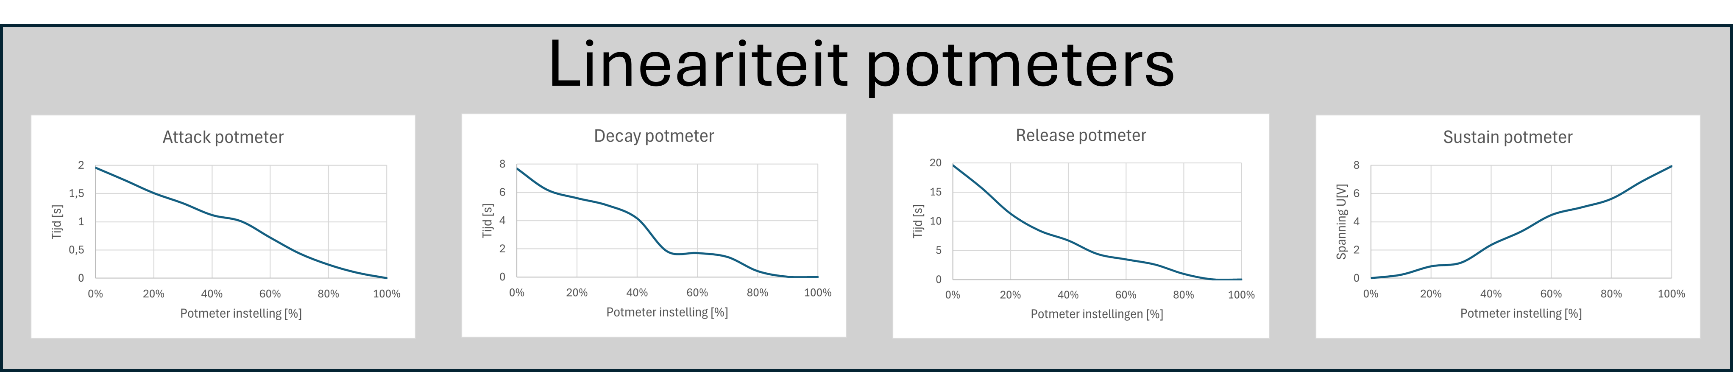 Lineariteit potmeters
Attack potmeter
2
1,5
1
0,5
0
Tijd [s]
0% 20% 40% 60% 80% 100%
Potmeter instelling [%]
Decay potmeter
8
6
4
2
0
Tijd [s]
0% 20% 40% 60% 80% 100%
Potmeter instelling [%]
Release potmeter
20
15
10
5
0
Tijd [s]
0% 20% 40% 60% 80% 100%
Potmeter instellingen [%]
Sustain potmeter
8
6
4
2
0
Spanning U[V]
0% 20% 40% 60% 80% 100%
Potmeter instelling [%]